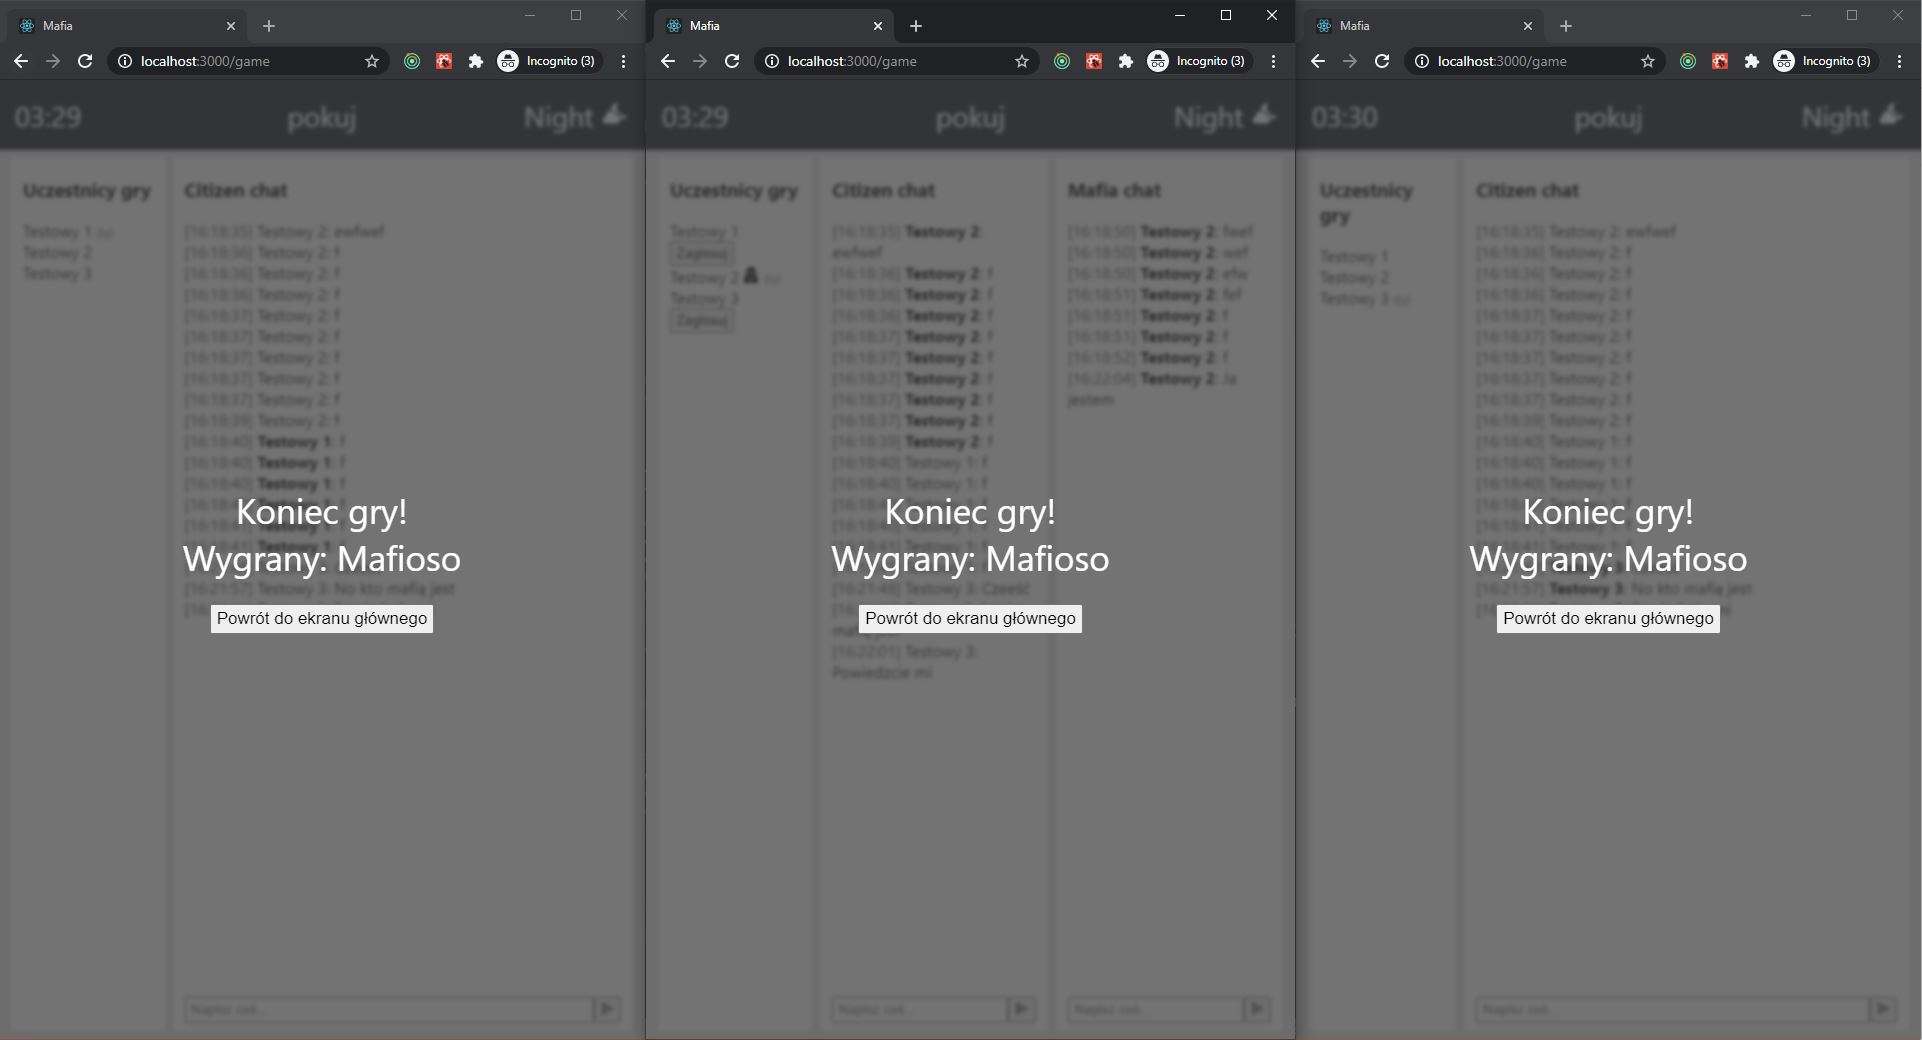 Mafia
localhost:3000/game
Incognito (3)
03:29
pokuj
Night
Uczestnicy gry
Testowy 1 (ty)
Testowy 2
Testowy 3
Citizen chat
[16:18:35] Testowy 2: ewfwef
[16:18:36] Testowy 2: f
[16:18:36] Testowy 2: f
[16:18:36] Testowy 2: f
[16:18:37] Testowy 2: f
[16:18:37] Testowy 2: f
[16:18:37] Testowy 2: f
[16:18:37] Testowy 2: f
[16:18:37] Testowy 2: f
[16:18:39] Testowy 2: f
[16:18:40] Testowy 1: f
[16:18:40] Testowy 1: f
[16:18:40] Testowy 1: f
[16:21:57] Testowy 3: No kto mafią jest
Koniec gry!
Wygrany: Mafioso
Powrót do ekranu głównego
Napisz coś...
Mafia
localhost:3000/game
Incognito (3)
03:29
pokuj
Night
Uczestnicy gry
Testowy 1
Zagłosuj
Testowy 2 (ty)
Testowy 3
Zagłosuj
Citizen chat
[16:18:35] Testowy 2:
ewfwef
[16:18:36] Testowy 2: f
[16:18:36] Testowy 2: f
[16:18:36] Testowy 2: f
[16:18:37] Testowy 2: f
[16:18:37] Testowy 2: f
[16:18:37] Testowy 2: f
[16:18:37] Testowy 2: f
[16:18:37] Testowy 2: f
[16:18:39] Testowy 2: f
[16:18:40] Testowy 1: f
[16:18:40] Testowy 1: f
[16:18:40] Testowy 1: f
[16:21:48] Testowy 3: Cześć
[16:22:01] Testowy 3:
Powiedzcie mi
Mafia chat
[16:18:50] Testowy 2: fwef
[16:18:50] Testowy 2: wef
[16:18:50] Testowy 2: efw
[16:18:51] Testowy 2: fef
[16:18:51] Testowy 2: f
[16:18:51] Testowy 2: f
[16:18:52] Testowy 2: f
[16:22:04] Testowy 2: Ja
jestem
Koniec gry!
Wygrany: Mafioso
Powrót do ekranu głównego
Napisz coś...
Napisz coś...
Mafia
localhost:3000/game
Incognito (3)
03:30
pokuj
Night
Uczestnicy
gry
Testowy 1
Testowy 2
Testowy 3 (ty)
Citizen chat
[16:18:35] Testowy 2: ewfwef
[16:18:36] Testowy 2: f
[16:18:36] Testowy 2: f
[16:18:36] Testowy 2: f
[16:18:37] Testowy 2: f
[16:18:37] Testowy 2: f
[16:18:37] Testowy 2: f
[16:18:37] Testowy 2: f
[16:18:37] Testowy 2: f
[16:18:39] Testowy 2: f
[16:18:40] Testowy 1: f
[16:18:40] Testowy 1: f
[16:18:40] Testowy 1: f
[16:21:57] Testowy 3: No kto mafią jest
Koniec gry!
Wygrany: Mafioso
Powrót do ekranu głównego
Napisz coś...